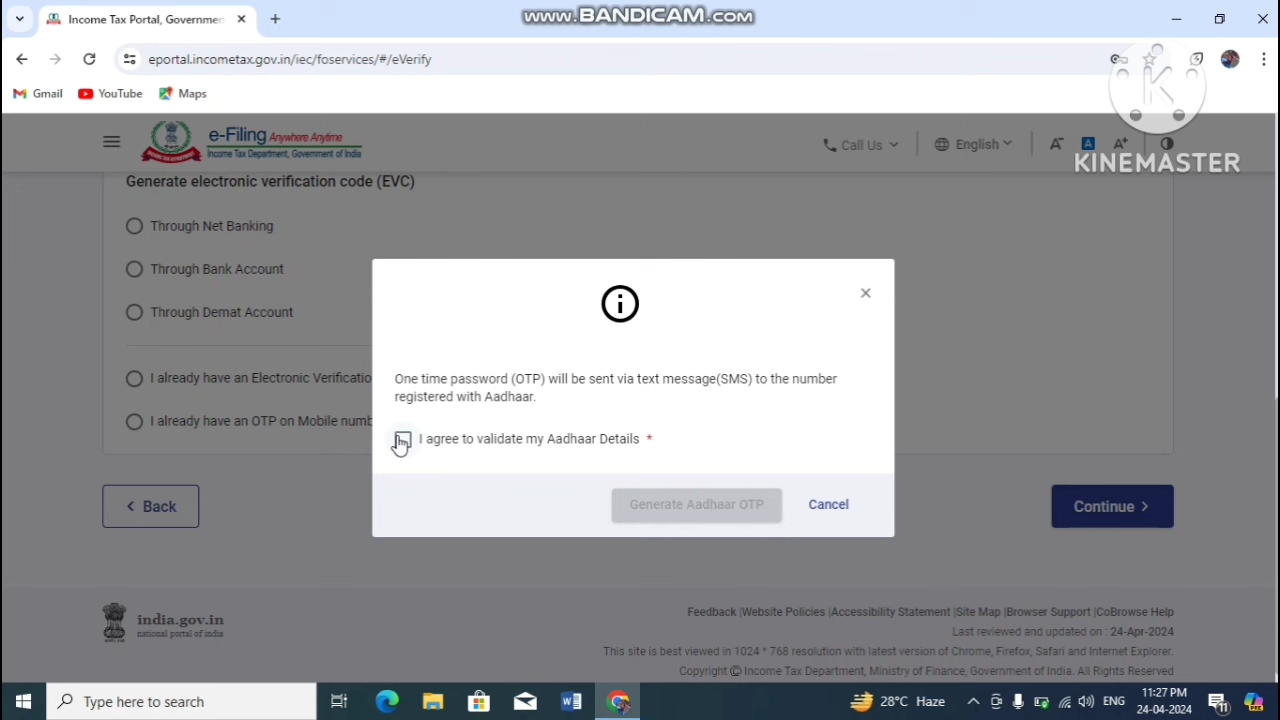 www.BANDICAM.com
Income Tax Portal, Governmen
eportal.incometax.gov.in/iec/foservices/#/eVerify
Gmail
YouTube
Maps
KINEMASTER
e-Filing Anywhere Anytime
Income Tax Department, Government of India
Call Us
English
A
A
A
Generate electronic verification code (EVC)
Through Net Banking
Through Bank Account
Through Demat Account
I already have an Electronic Verificatio
I already have an OTP on Mobile numb
One time password (OTP) will be sent via text message(SMS) to the number
registered with Aadhaar.
I agree to validate my Aadhaar Details *
Generate Aadhaar OTP
Cancel
< Back
Continue >
india.gov.in
national portal of india
Feedback |Website Policies |Accessibility Statement |Site Map |Browser Support |CoBrowse Help
Last reviewed and updated on : 24-Apr-2024
This site is best viewed in 1024 * 768 resolution with latest version of Chrome, Firefox, Safari and Internet Explorer.
Copyright © Income Tax Department, Ministry of Finance, Government of India. All Rights Reserved
Type here to search
28°C Haze
ENG
11:27 PM
24-04-2024